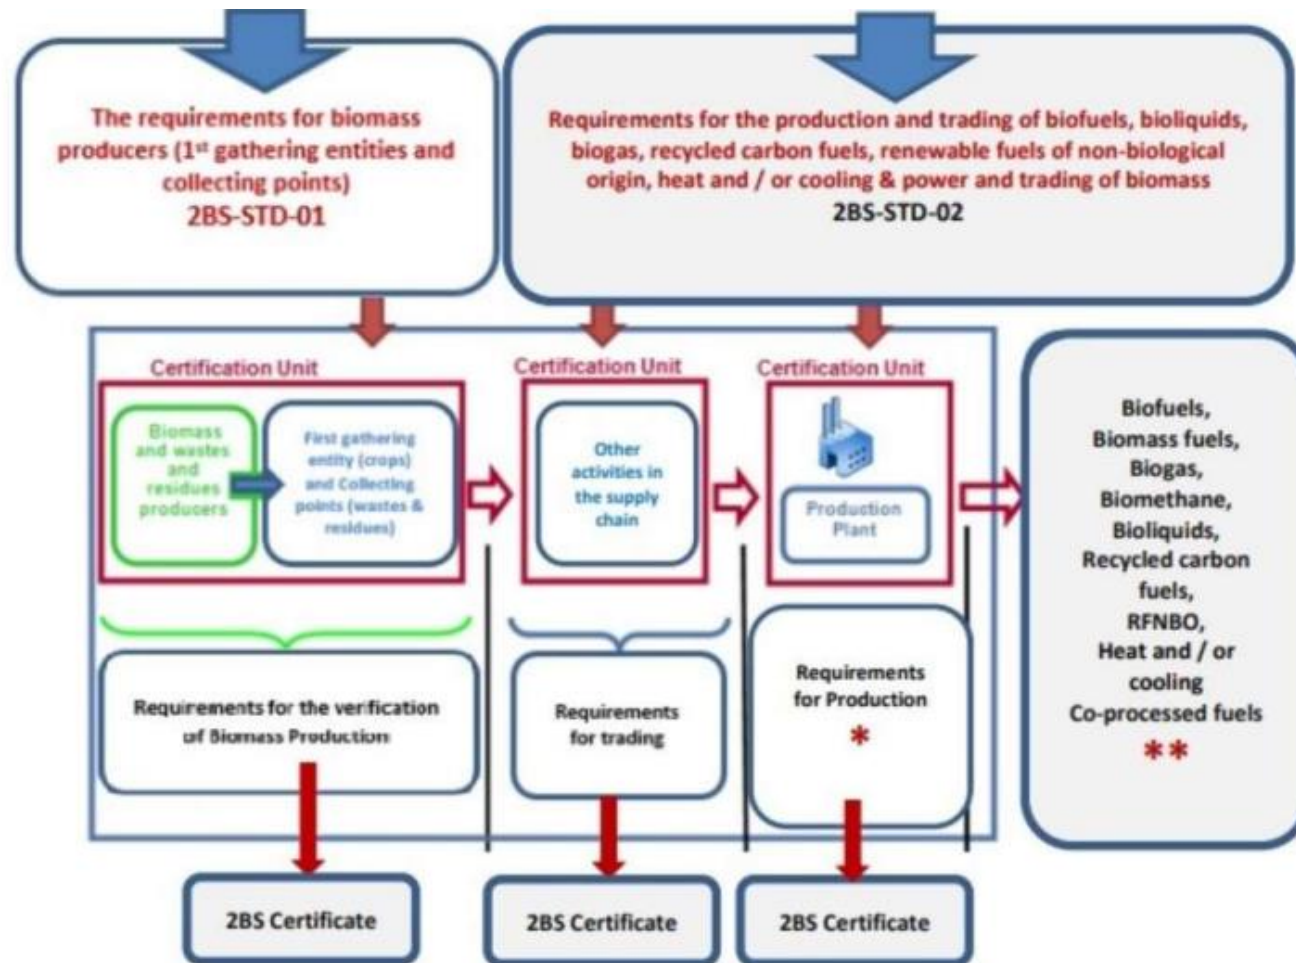 The requirements for biomass
producers (1st gathering entities and
collecting points)
2BS-STD-01
Requirements for the production and trading of biofuels, bioliquids,
biogas, recycled carbon fuels, renewable fuels of non-biological
origin, heat and / or cooling & power and trading of biomass
2BS-STD-02
Certification Unit
Certification Unit
Certification Unit
Biomass
and wastes
and
residues
producers
First gathering
entity (crops)
and Collecting
points (wastes &
residues)
Other
activities in
the supply
chain
Production
Plant
Biofuels,
Biomass fuels,
Biogas,
Biomethane,
Bioliquids,
Recycled carbon
fuels,
RFNBO,
Heat and / or
cooling
Co-processed fuels
**
Requirements for the verification
of Biomass Production
Requirements
for trading
Requirements
for Production
*
2BS Certificate
2BS Certificate
2BS Certificate